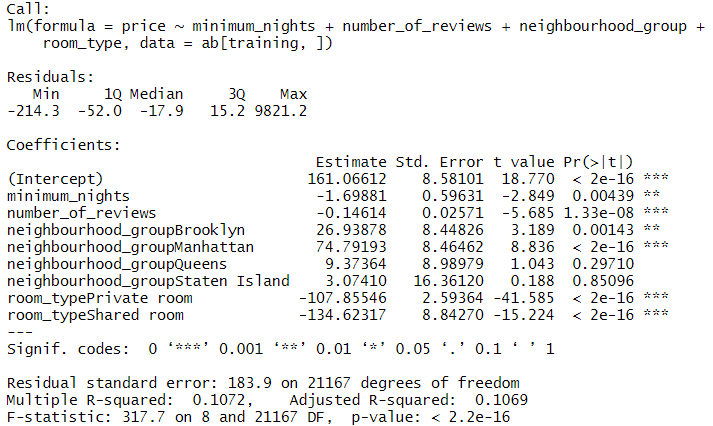 Call:
lm(formula = price ~ minimum_nights + number_of_reviews + neighbourhood_group +
    room_type, data = ab[training, ])
Residuals:
   Min     1Q Median     3Q    Max
-214.3  -52.0  -17.9   15.2 9821.2
Coefficients:
                                  Estimate Std. Error t value Pr(>|t|)
(Intercept)                      161.06612    8.58101  18.770  < 2e-16 ***
minimum_nights                    -1.69881    0.59631  -2.849  0.00439 **
number_of_reviews                 -0.14614    0.02571  -5.685 1.33e-08 ***
neighbourhood_groupBrooklyn       26.93878    8.44826   3.189  0.00143 **
neighbourhood_groupManhattan      74.79193    8.46462   8.836  < 2e-16 ***
neighbourhood_groupQueens          9.37364    8.98979   1.043  0.29710
neighbourhood_groupStaten Island   3.07410   16.36120   0.188  0.85096
room_typePrivate room           -107.85546    2.59364 -41.585  < 2e-16 ***
room_typeShared room            -134.62317    8.84270 -15.224  < 2e-16 ***
---
Signif. codes:  0 ‘***’ 0.001 ‘**’ 0.01 ‘*’ 0.05 ‘.’ 0.1 ‘ ’ 1
Residual standard error: 183.9 on 21167 degrees of freedom
Multiple R-squared:  0.1072,    Adjusted R-squared:  0.1069
F-statistic: 317.7 on 8 and 21167 DF,  p-value: < 2.2e-16